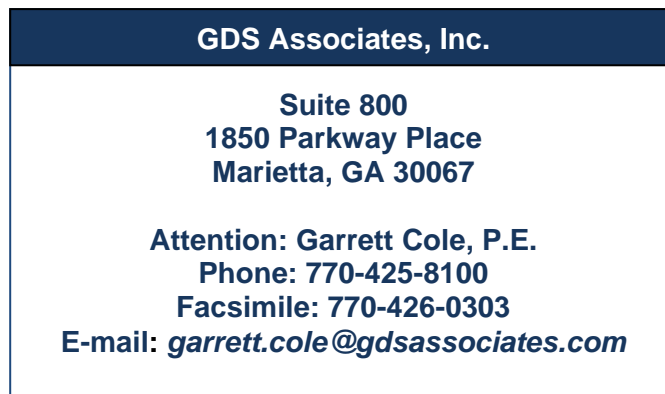 GDS Associates, Inc.
Suite 800
1850 Parkway Place
Marietta, GA 30067
Attention: Garrett Cole, P.E.
Phone: 770-425-8100
Facsimile: 770-426-0303
E-mail: garrett.cole@gdsassociates.com